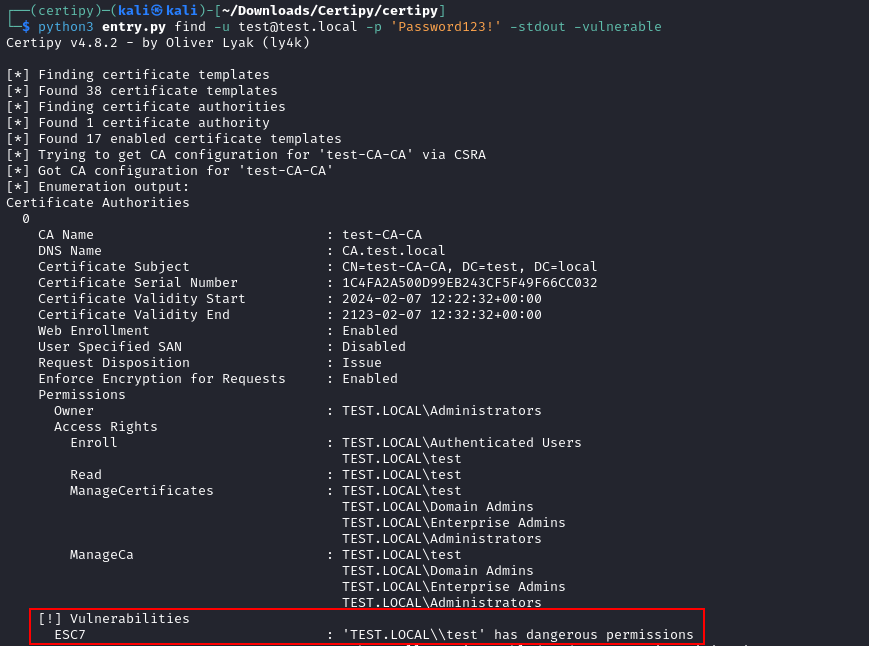 ┌──(certipy)─(kali㉿kali)-[~/Downloads/Certipy/certipy]
└─$ python3 entry.py find -u test@test.local -p 'Password123!' -stdout -vulnerable
Certipy v4.8.2 - by Oliver Lyak (ly4k)
[*] Finding certificate templates
[*] Found 38 certificate templates
[*] Finding certificate authorities
[*] Found 1 certificate authority
[*] Found 17 enabled certificate templates
[*] Trying to get CA configuration for 'test-CA-CA' via CSRA
[*] Got CA configuration for 'test-CA-CA'
[*] Enumeration output:
Certificate Authorities
0
CA Name : test-CA-CA
DNS Name : CA.test.local
Certificate Subject : CN=test-CA-CA, DC=test, DC=local
Certificate Serial Number : 1C4FA2A500D99EB243CF5F49F66CC032
Certificate Validity Start : 2024-02-07 12:22:32+00:00
Certificate Validity End : 2123-02-07 12:32:32+00:00
Web Enrollment : Enabled
User Specified SAN : Disabled
Request Disposition : Issue
Enforce Encryption for Requests : Enabled
Permissions
Owner : TEST.LOCAL\Administrators
Access Rights
Enroll : TEST.LOCAL\Authenticated Users
TEST.LOCAL\test
Read : TEST.LOCAL\test
ManageCertificates : TEST.LOCAL\test
TEST.LOCAL\Domain Admins
TEST.LOCAL\Enterprise Admins
TEST.LOCAL\Administrators
ManageCa : TEST.LOCAL\test
TEST.LOCAL\Domain Admins
TEST.LOCAL\Enterprise Admins
TEST.LOCAL\Administrators
[!] Vulnerabilities
ESC7 : 'TEST.LOCAL\\test' has dangerous permissions